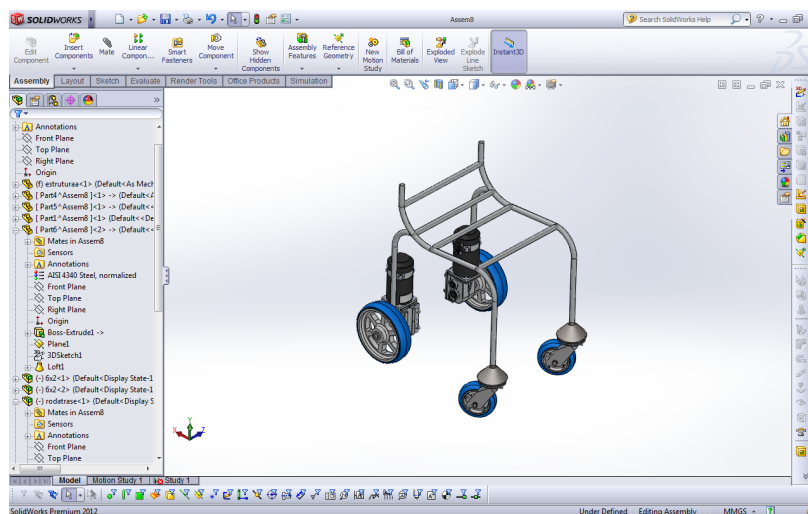 SOLIDWORKS
Assem8
Search SolidWorks Help
Edit Component
Insert Components
Mate
Linear Compon...
Smart Fasteners
Move Component
Show Hidden Components
Assembly Features
Reference Geometry
New Motion Study
Bill of Materials
Exploded View
Explode Line Sketch
Instant3D
Assembly Layout Sketch Evaluate Render Tools Office Products Simulation
Annotations
Front Plane
Top Plane
Right Plane
Origin
(f) estruturaa<1> (Default<As Mach
[ Part4^Assem8 ]<1> -> (Default<
[ Part5^Assem8 ]<1> -> (Default<<
[ Part1^Assem8 ]<1> (Default<<De
[ Part6^Assem8 ]<2> -> (Default<<
Mates in Assem8
Sensors
Annotations
AISI 4340 Steel, normalized
Front Plane
Top Plane
Right Plane
Origin
Boss-Extrude1 ->
Plane1
3DSketch1
Loft1
(-) 6x2<1> (Default<Display State-1
(-) 6x2<2> (Default<Display State-1
(-) rodatrase<1> (Default<Display S
Mates in Assem8
Sensors
Annotations
Front Plane
Top Plane
Y
X
Z
Model Motion Study 1 Study 1
SolidWorks Premium 2012
Under Defined Editing Assembly MMGS